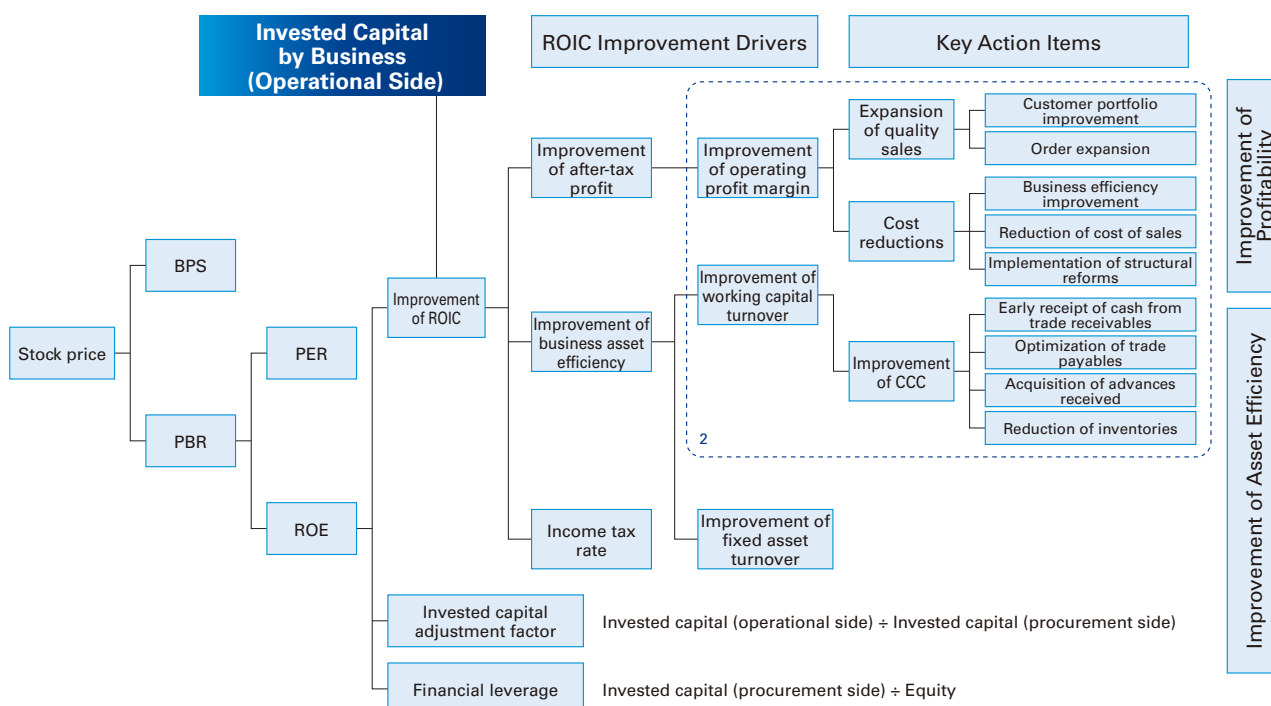 Invested Capital
by Business
(Operational Side)
ROIC Improvement Drivers
Key Action Items
Stock price
BPS
PBR
PER
ROE
Improvement
of ROIC
Invested capital
adjustment factor
Invested capital (operational side) ÷ Invested capital (procurement side)
Financial leverage
Invested capital (procurement side) ÷ Equity
Improvement
of after-tax
profit
Improvement of
business asset
efficiency
Income tax
rate
Improvement
of operating
profit margin
Improvement of
working capital
turnover
Improvement of
fixed asset
turnover
Expansion
of quality
sales
Cost
reductions
Improvement
of CCC
Customer portfolio
improvement
Order expansion
Business efficiency
improvement
Reduction of cost of sales
Implementation of structural
reforms
Early receipt of cash from
trade receivables
Optimization of trade
payables
Acquisition of advances
received
Reduction of inventories
2
Improvement of
Profitability
Improvement of Asset Efficiency